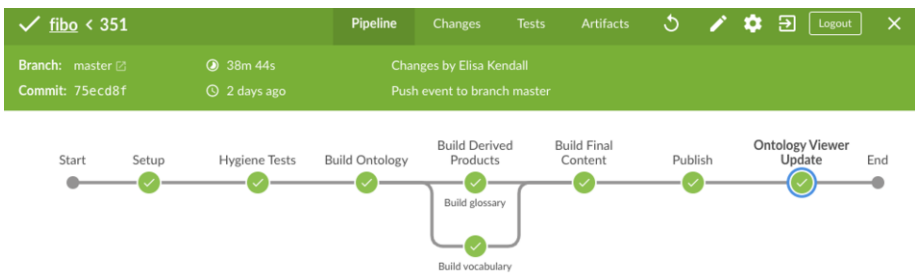 fibo < 351 Pipeline Changes Tests Artifacts Logout
Branch: master 38m 44s Changes by Elisa Kendall
Commit: 75ecd8f 2 days ago Push event to branch master
Start Setup Hygiene Tests Build Ontology Build Derived Products Build Final Content Publish Ontology Viewer Update End
Build glossary
Build vocabulary